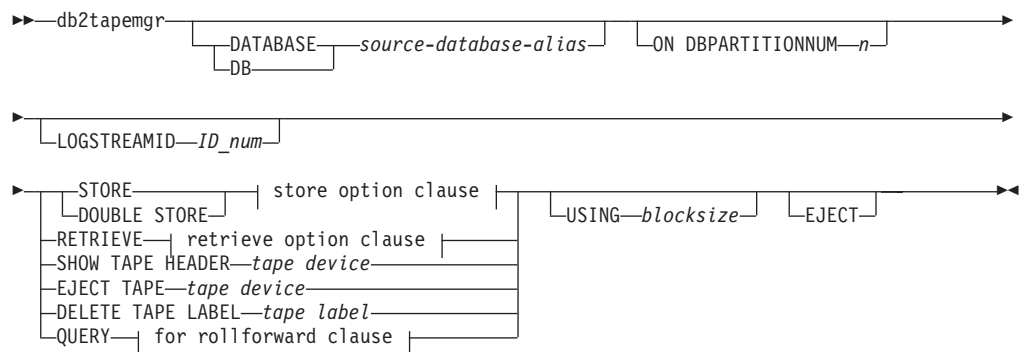 db2tapemgr DATABASE source-database-alias ON DBPARTITIONNUM n
DB
LOGSTREAMID ID_num
STORE store option clause USING blocksize EJECT
DOUBLE STORE
RETRIEVE retrieve option clause
SHOW TAPE HEADER tape device
EJECT TAPE tape device
DELETE TAPE LABEL tape label
QUERY for rollforward clause